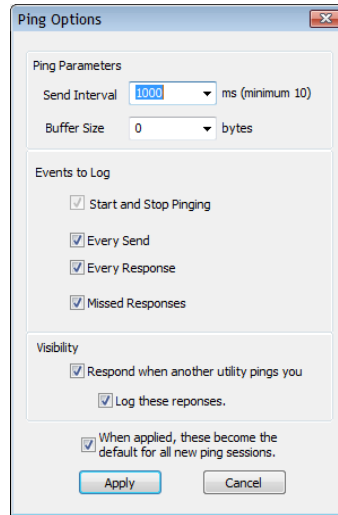 Ping Options
Ping Parameters
Send Interval 1000 ms (minimum 10)
Buffer Size 0 bytes
Events to Log
Start and Stop Pinging
Every Send
Every Response
Missed Responses
Visibility
Respond when another utility pings you
Log these reponses.
When applied, these become the
default for all new ping sessions.
Apply Cancel